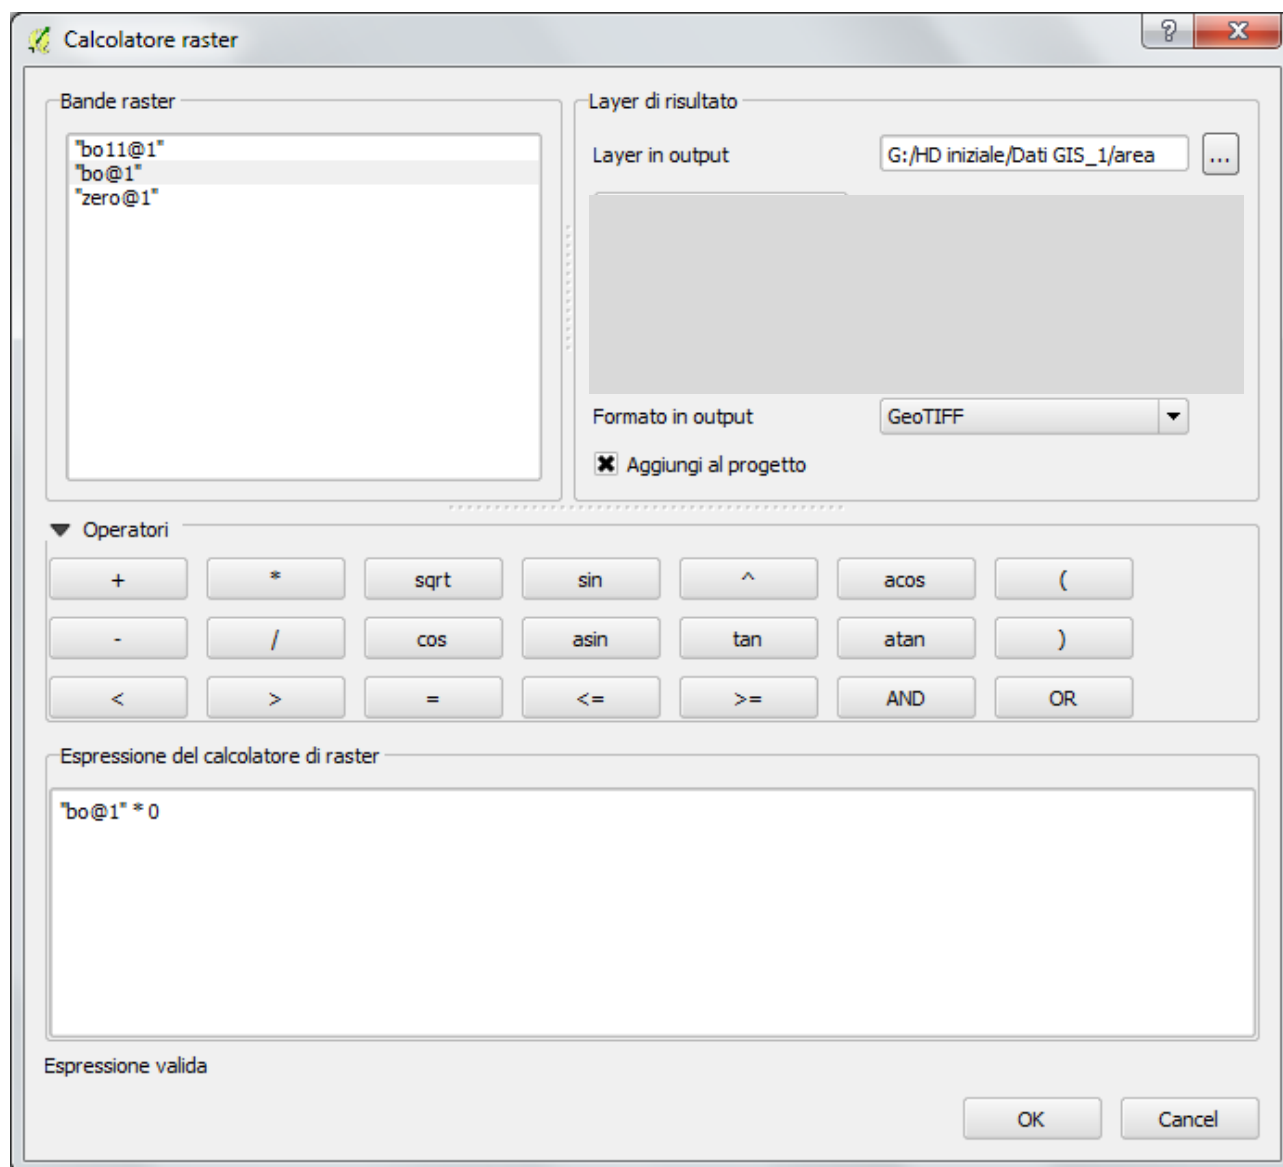 Calcolatore raster
?
X
Bande raster
"bo11@1"
"bo@1"
"zero@1"
Layer di risultato
Layer in output
G:/HD iniziale/Dati GIS_1/area
...
Formato in output
GeoTIFF
Aggiungi al progetto
Operatori
+ * sqrt sin ^ acos (
- / cos asin tan atan )
< > = <= >= AND OR
Espressione del calcolatore di raster
"bo@1" * 0
Espressione valida
OK
Cancel